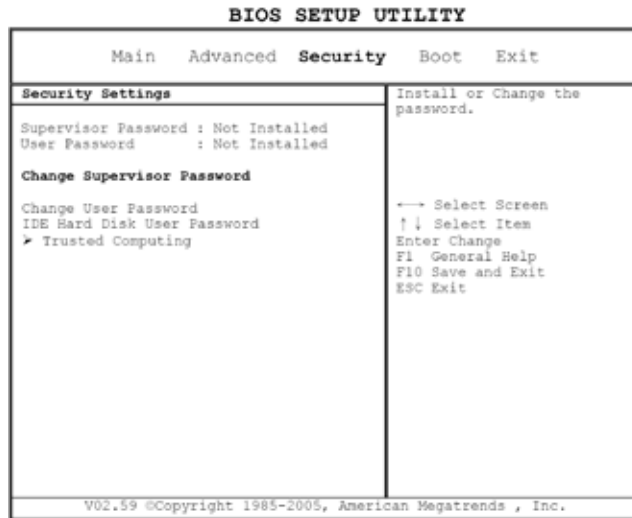 BIOS SETUP UTILITY
Main Advanced Security Boot Exit
Security Settings
Supervisor Password : Not Installed
User Password : Not Installed
Change Supervisor Password
Change User Password
IDE Hard Disk User Password
➤ Trusted Computing
Install or Change the
password.
←→ Select Screen
↑↓ Select Item
Enter Change
F1 General Help
F10 Save and Exit
ESC Exit
V02.59 ©Copyright 1985-2005, American Megatrends , Inc.